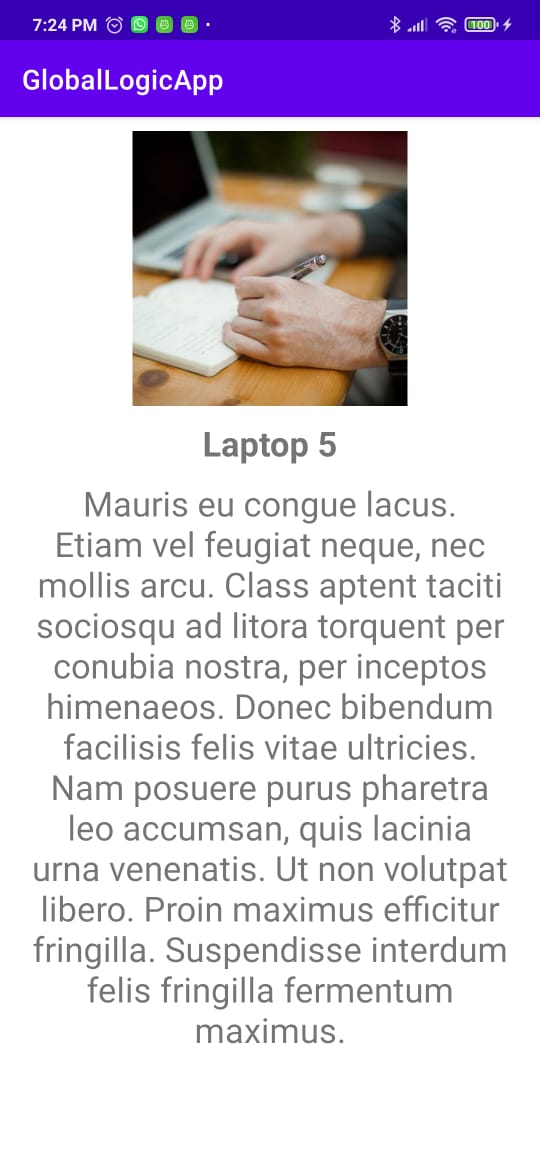 7:24 PM
100
GlobalLogicApp
Laptop 5
Mauris eu congue lacus.
Etiam vel feugiat neque, nec
mollis arcu. Class aptent taciti
sociosqu ad litora torquent per
conubia nostra, per inceptos
himenaeos. Donec bibendum
facilisis felis vitae ultricies.
Nam posuere purus pharetra
leo accumsan, quis lacinia
urna venenatis. Ut non volutpat
libero. Proin maximus efficitur
fringilla. Suspendisse interdum
felis fringilla fermentum
maximus.